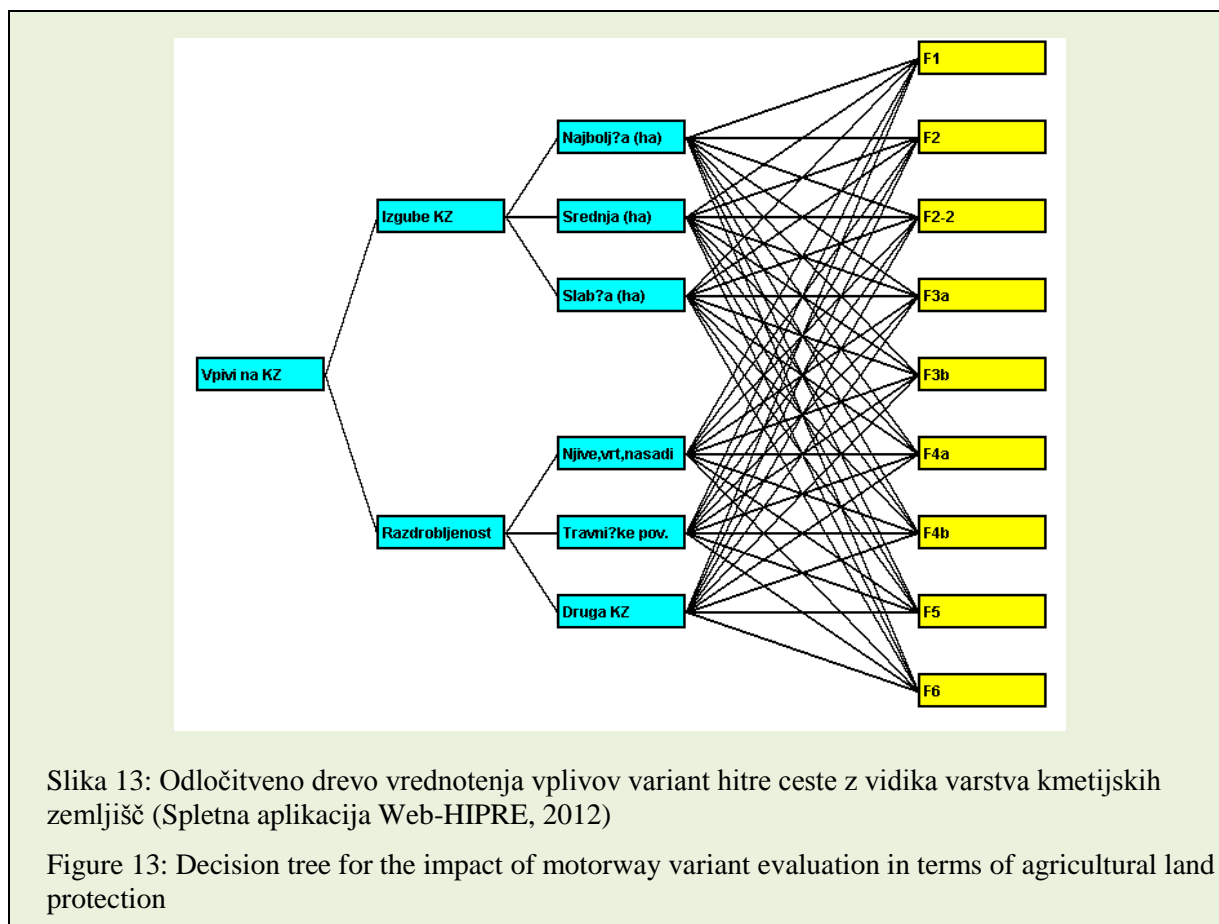 F1
Najbolj?a (ha)
F2
Izgube KZ
Srednja (ha)
F2-2
Slab?a (ha)
F3a
Vpivi na KZ
F3b
Njive,vrt,nasadi
F4a
Razdrobljenost
Travni?ke pov.
F4b
Druga KZ
F5
F6
Slika 13: Odločitveno drevo vrednotenja vplivov variant hitre ceste z vidika varstva kmetijskih
zemljišč (Spletna aplikacija Web-HIPRE, 2012)
Figure 13: Decision tree for the impact of motorway variant evaluation in terms of agricultural land
protection